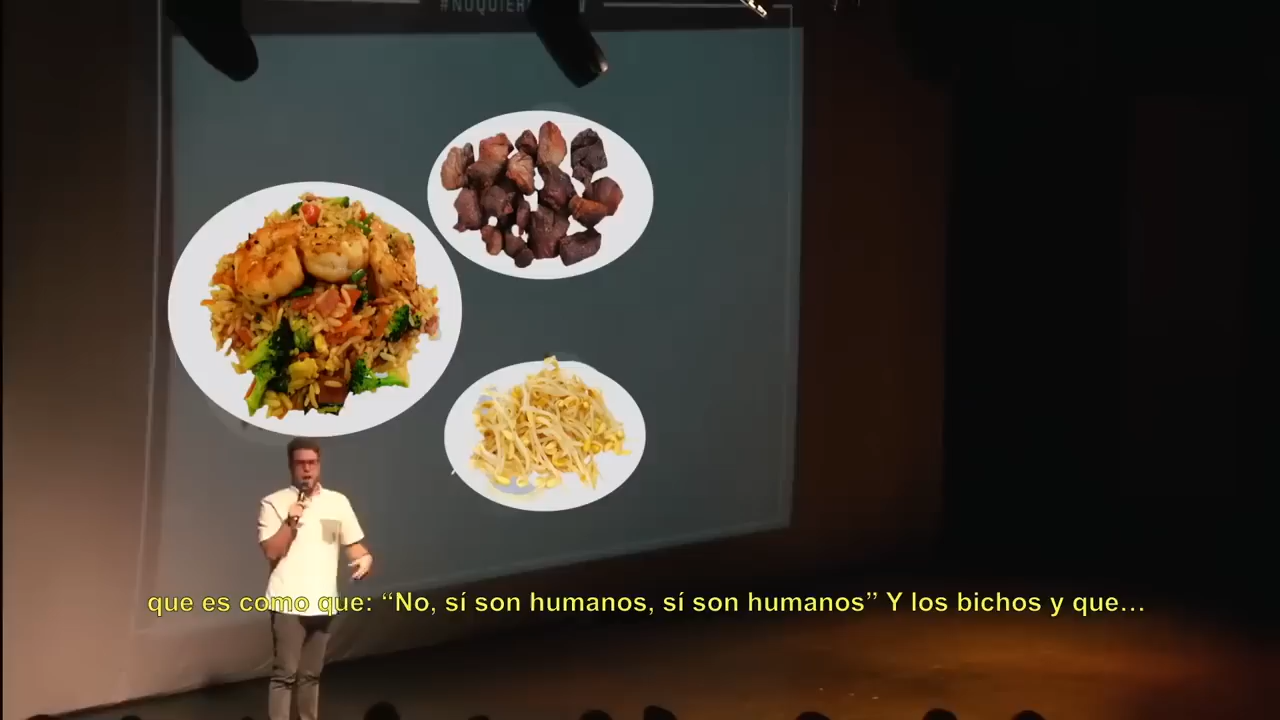 que es como que: “No, sí son humanos, sí son humanos” Y los bichos y que…